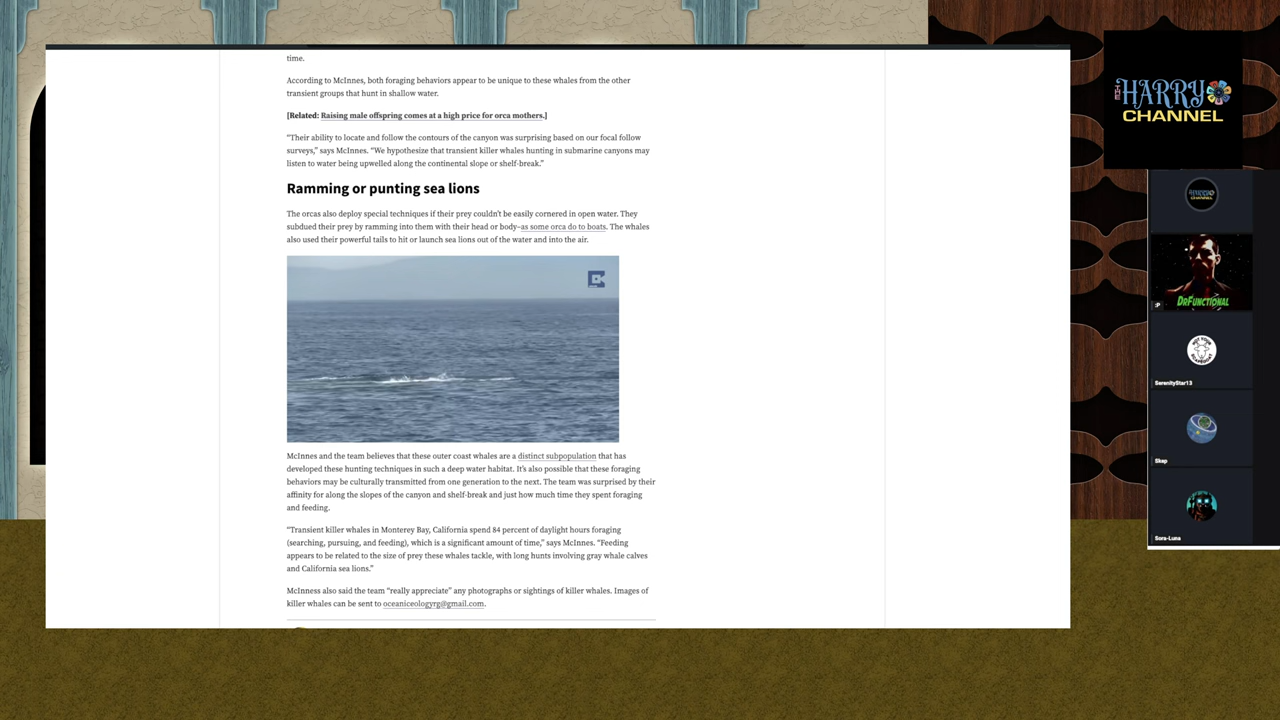 time.
According to McInnes, both foraging behaviors appear to be unique to these whales from the other
transient groups that hunt in shallow water.
[Related: Raising male offspring comes at a high price for orca mothers.]
“Their ability to locate and follow the contours of the canyon was surprising based on our focal follow
surveys,” says McInnes. “We hypothesize that transient killer whales hunting in submarine canyons may
listen to water being upwelled along the continental slope or shelf-break.”
Ramming or punting sea lions
The orcas also deploy special techniques if their prey couldn’t be easily cornered in open water. They
subdued their prey by ramming into them with their head or body–as some orca do to boats. The whales
also used their powerful tails to hit or launch sea lions out of the water and into the air.
McInnes and the team believes that these outer coast whales are a distinct subpopulation that has
developed these hunting techniques in such a deep water habitat. It’s also possible that these foraging
behaviors may be culturally transmitted from one generation to the next. The team was surprised by their
affinity for along the slopes of the canyon and shelf-break and just how much time they spent foraging
and feeding.
“Transient killer whales in Monterey Bay, California spend 84 percent of daylight hours foraging
(searching, pursuing, and feeding), which is a significant amount of time,” says McInnes. “Feeding
appears to be related to the size of prey these whales tackle, with long hunts involving gray whale calves
and California sea lions.”
McInness also said the team “really appreciate” any photographs or sightings of killer whales. Images of
killer whales can be sent to oceaniceologyrg@gmail.com.
THE HARRY
CHANNEL
HARRY
CHANNEL
DRFUNCTIONAL
:P
NOT YOUR
SCAPEGOAT
SerenityStar13
Skep
Sora-Luna